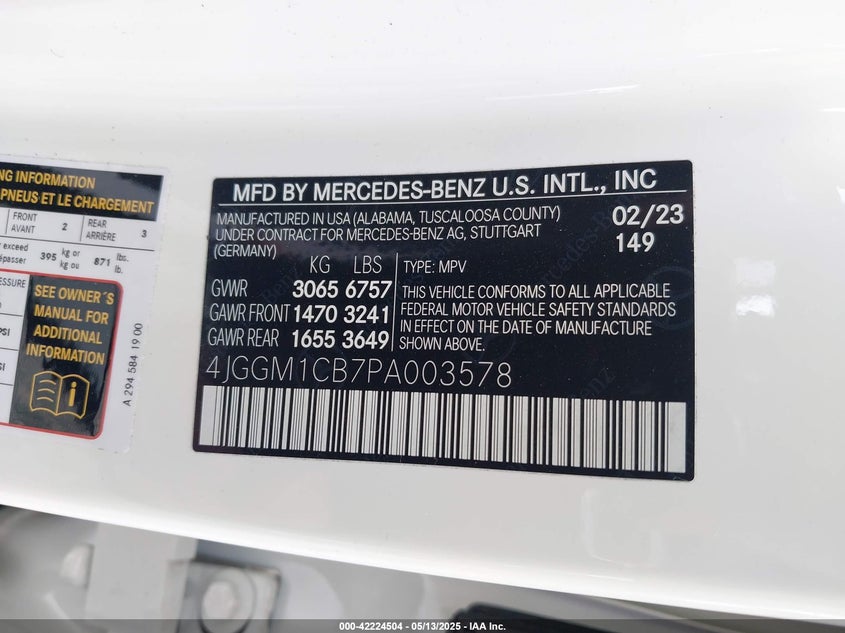 NG INFORMATION
PNEUS ET LE CHARGEMENT
FRONT AVANT 2 REAR ARRIÈRE 3
exceed 395 kg or ou 871 lbs. lb.
SEE OWNER'S
MANUAL FOR
ADDITIONAL
INFORMATION
A 294 584 19 00
MFD BY MERCEDES-BENZ U.S. INTL., INC
MANUFACTURED IN USA (ALABAMA, TUSCALOOSA COUNTY)
UNDER CONTRACT FOR MERCEDES-BENZ AG, STUTTGART
(GERMANY)
02/23
149
KG LBS
GVWR 3065 6757
GAWR FRONT 1470 3241
GAWR REAR 1655 3649
TYPE: MPV
THIS VEHICLE CONFORMS TO ALL APPLICABLE
FEDERAL MOTOR VEHICLE SAFETY STANDARDS
IN EFFECT ON THE DATE OF MANUFACTURE
SHOWN ABOVE.
4JGGM1CB7PA003578
000-42224504 - 05/13/2025 - IAA Inc.